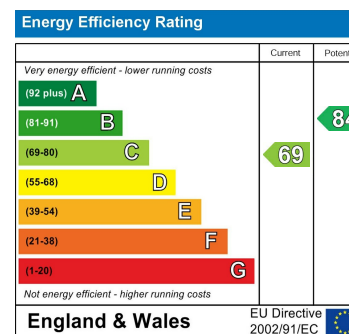 Energy Efficiency Rating
Current
Very energy efficient - lower running costs
(92 plus) A
(81-91) B
84
(69-80) C
69
(55-68) D
(39-54) E
(21-38) F
(1-20) G
Not energy efficient - higher running costs
England & Wales
EU Directive
2002/91/EC